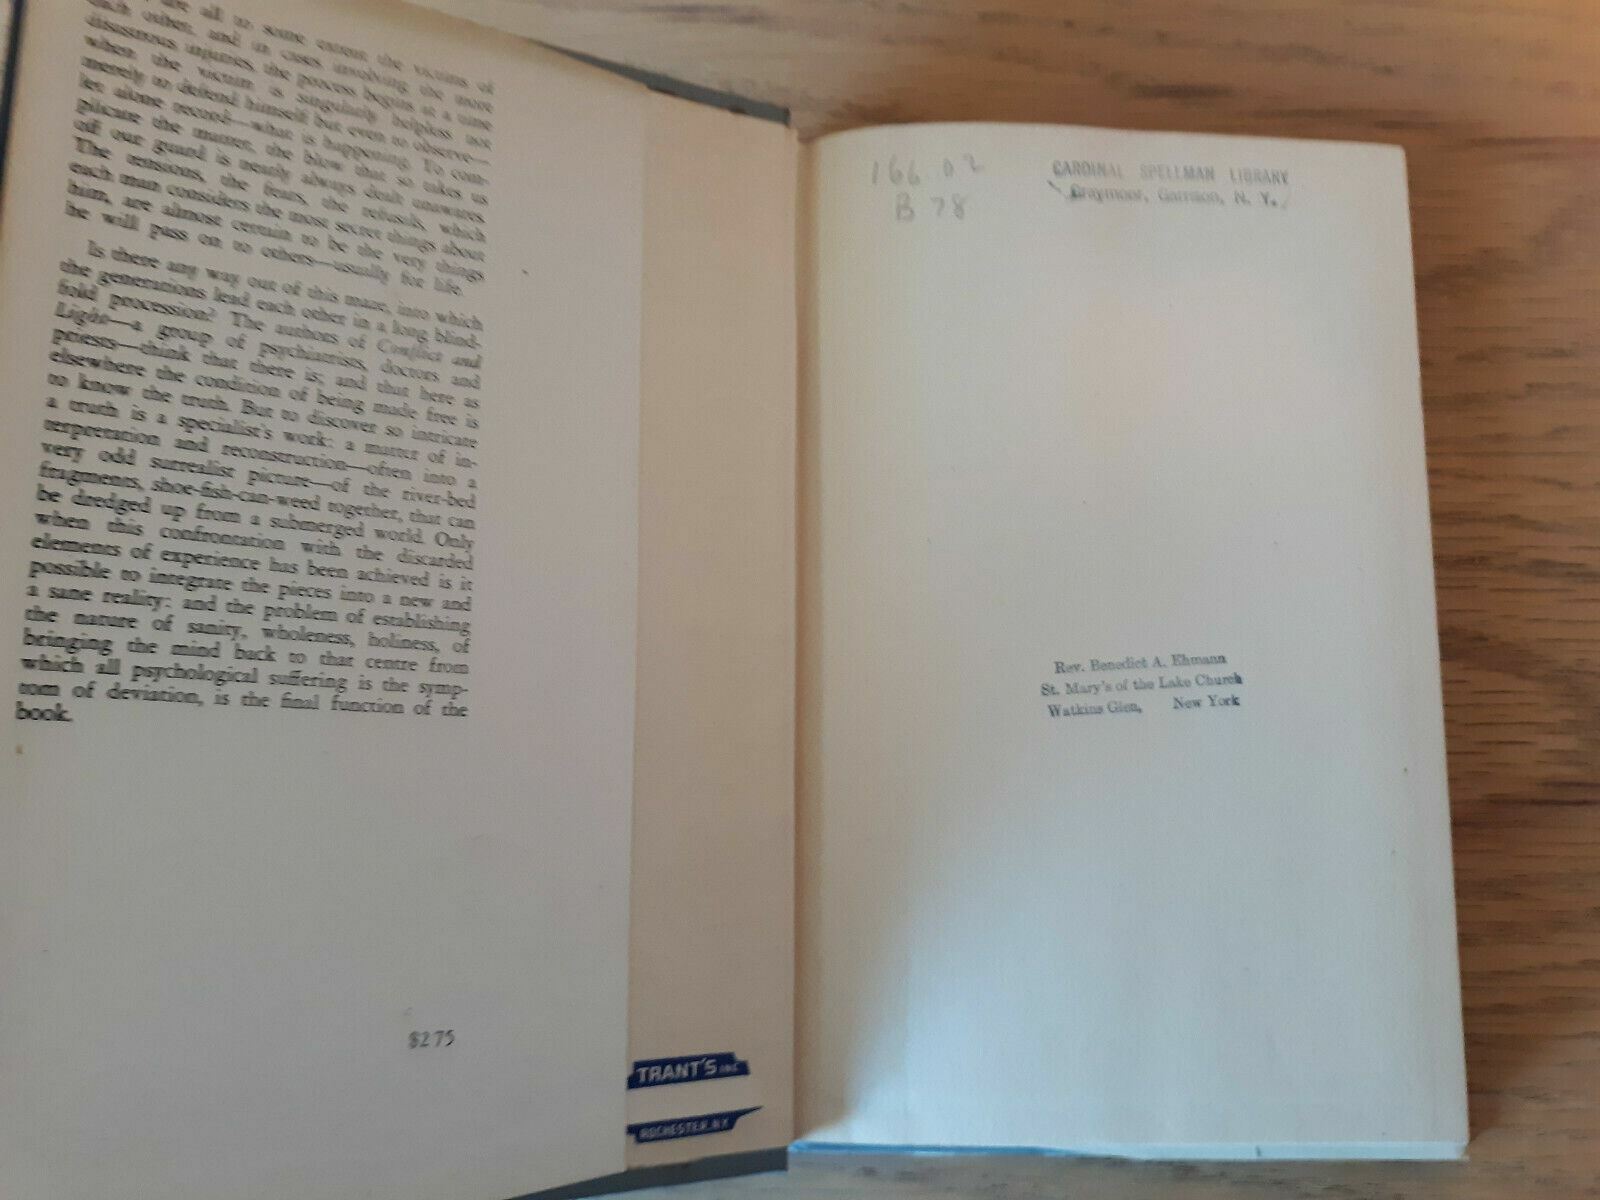 are all to some extent the victims of
each other, and in cases involving the more
disastrous injuries, the process begins at a time
when the victim is singularly helpless not
merely to defend himself but even to observe—
let alone record—what is happening. To com-
plicate the matter, the blow that so takes us
off our guard is nearly always dealt unawares.
The tensions, the fears, the refusals, which
each man considers the most secret things about
him, are almost certain to be the very things
he will pass on to others—usually for life.
Is there any way out of this maze, into which
the generations lead each other in a long blind-
fold procession? The authors of Conflict and
Light—a group of psychiatrists, doctors and
priests—think that there is; and that here as
elsewhere the condition of being made free is
to know the truth. But to discover so intricate
a truth is a specialist's work: a matter of in-
terpretation and reconstruction—often into a
very odd surrealist picture—of the river-bed
fragments, shoe-fish-can-weed together, that can
be dredged up from a submerged world. Only
when this confrontation with the discarded
elements of experience has been achieved is it
possible to integrate the pieces into a new and
a sane reality: and the problem of establishing
the nature of sanity, wholeness, holiness, of
bringing the mind back to that centre from
which all psychological suffering is the symp-
tom of deviation, is the final function of the
book.
$2.75
TRANT'S INC
ROCHESTER, N.Y.
166.02
B 78
CARDINAL SPELLMAN LIBRARY
Graymoor, Garrison, N. Y.
Rev. Benedict A. Ehmann
St. Mary's of the Lake Church
Watkins Glen, New York